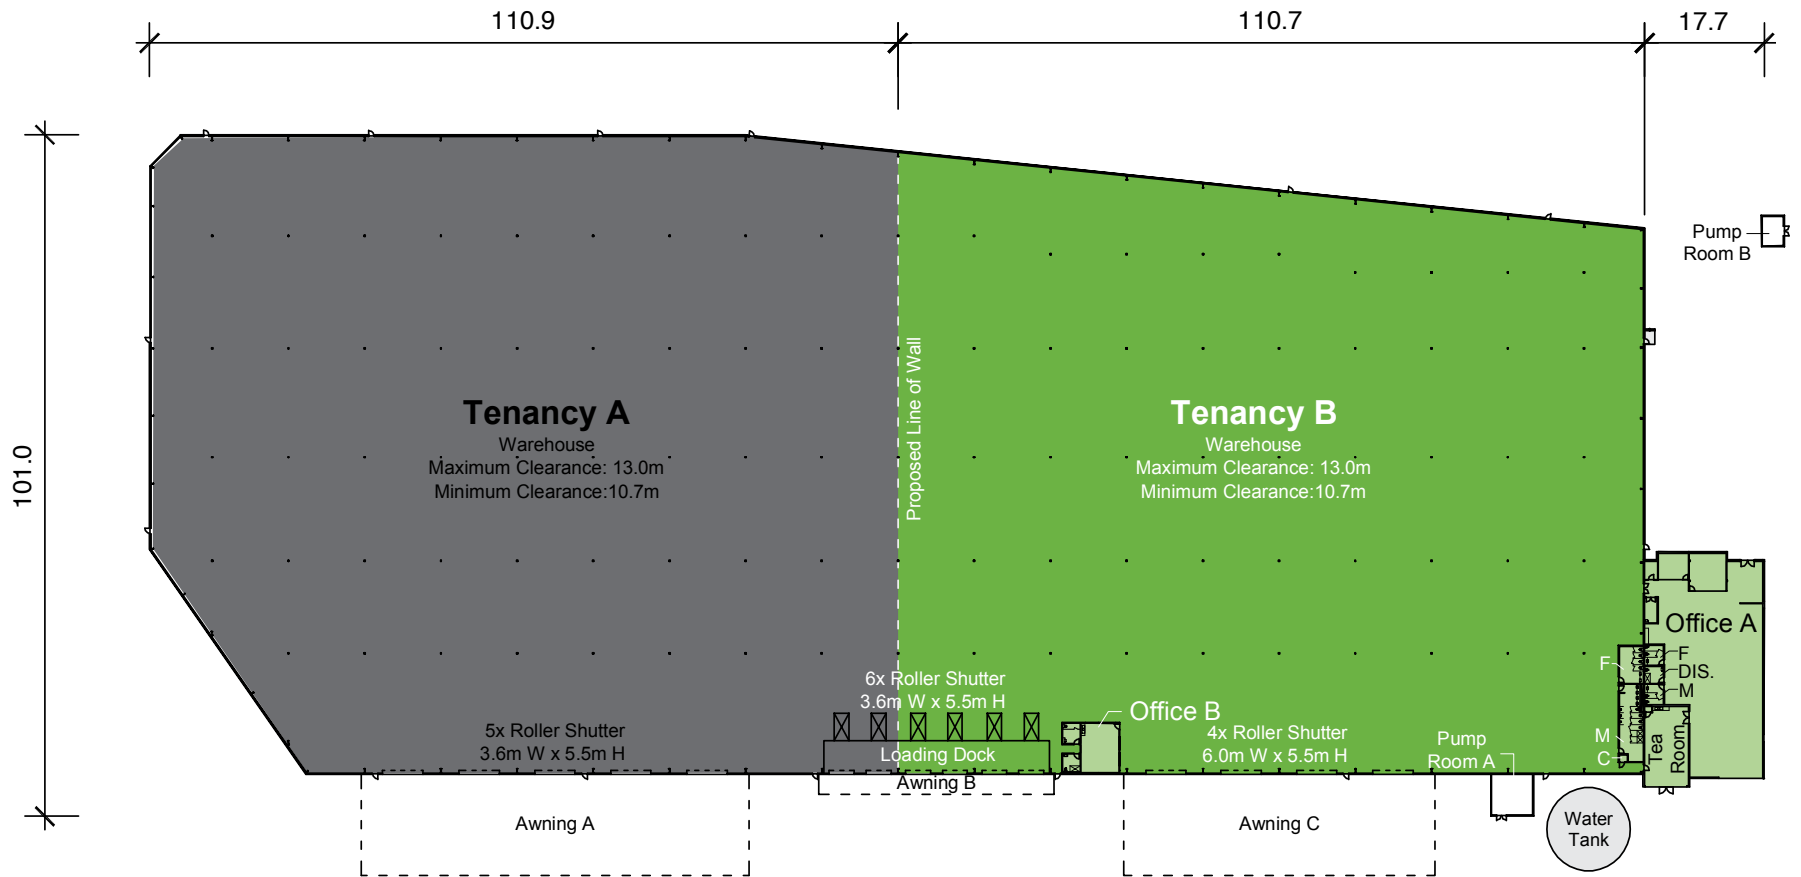 110.9
110.7
17.7
101.0
Pump
Room B
Tenancy A
Warehouse
Maximum Clearance: 13.0m
Minimum Clearance:10.7m
Proposed Line of Wall
Tenancy B
Warehouse
Maximum Clearance: 13.0m
Minimum Clearance:10.7m
Office A
F
F
DIS.
M
6x Roller Shutter
3.6m W x 5.5m H
5x Roller Shutter
3.6m W x 5.5m H
Office B
4x Roller Shutter
6.0m W x 5.5m H
Pump
Room A
M
C
Tea
Room
Loading Dock
Awning B
Awning A
Awning C
Water
Tank